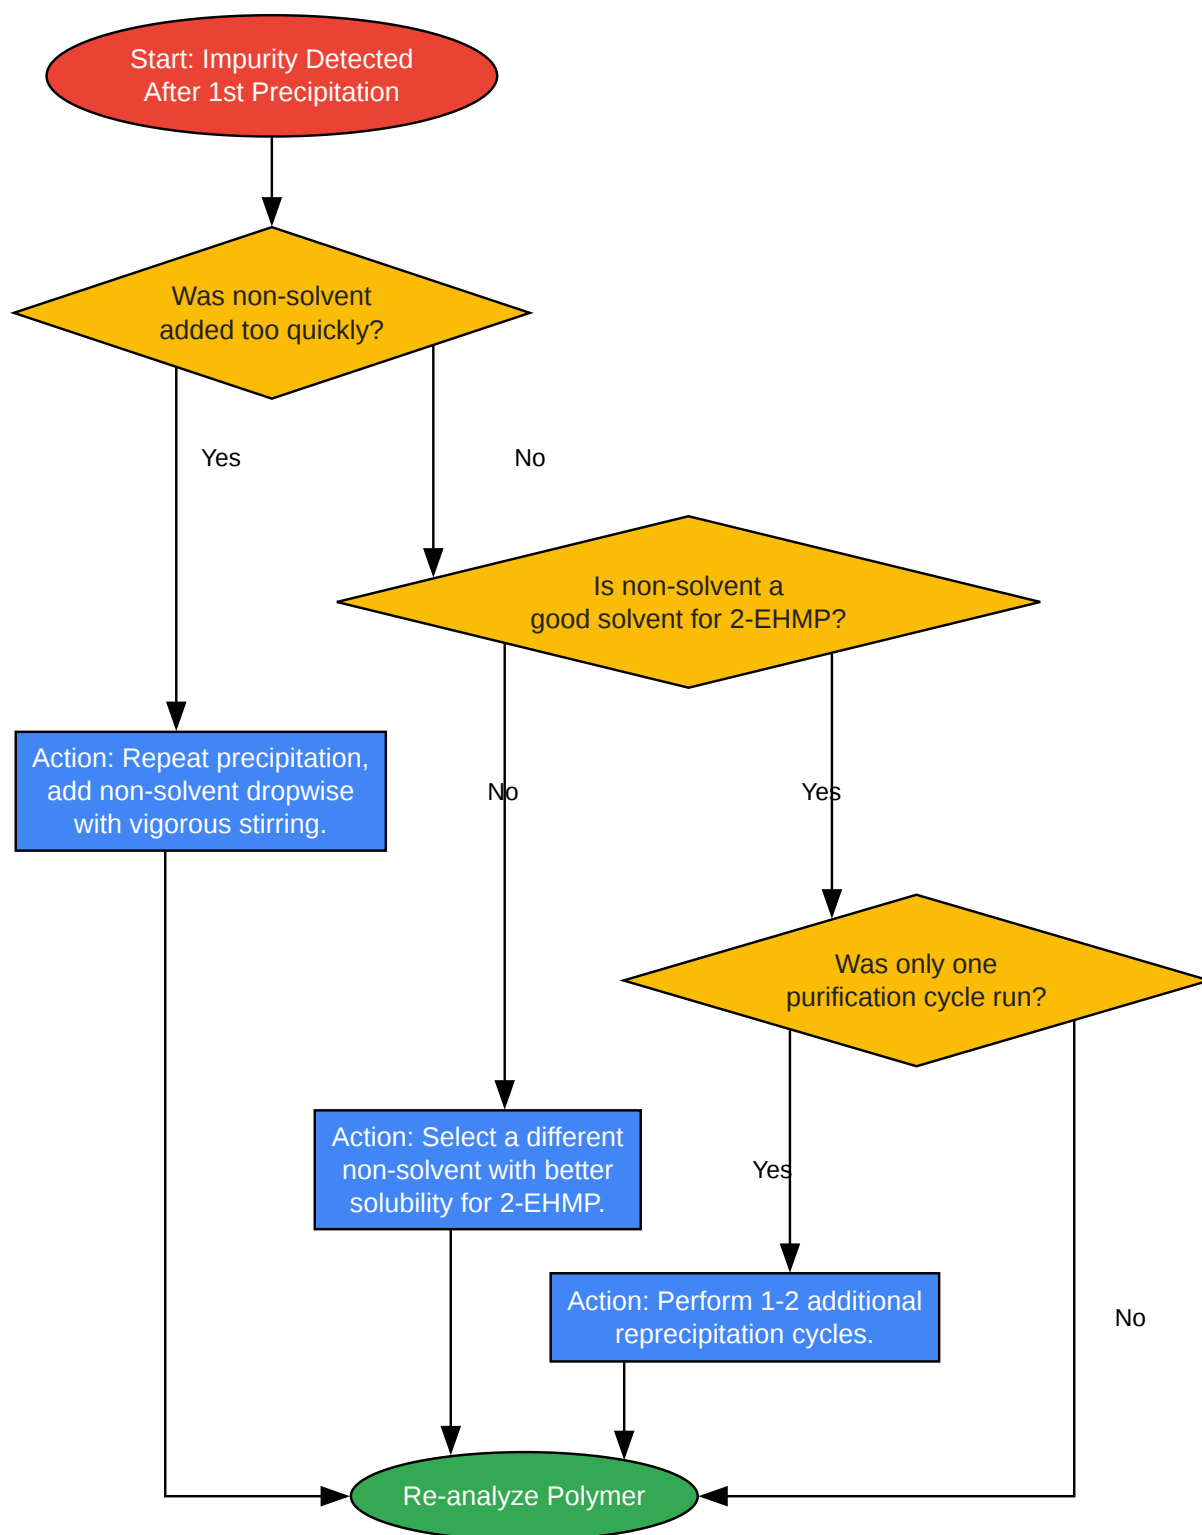 Start: Impurity Detected
After 1st Precipitation
Was non-solvent
added too quickly?
Yes
No
Is non-solvent a
good solvent for 2-EHMP?
Action: Repeat precipitation,
add non-solvent dropwise
with vigorous stirring.
No
Yes
Was only one
purification cycle run?
Action: Select a different
non-solvent with better
solubility for 2-EHMP.
Yes
Action: Perform 1-2 additional
reprecipitation cycles.
No
Re-analyze Polymer